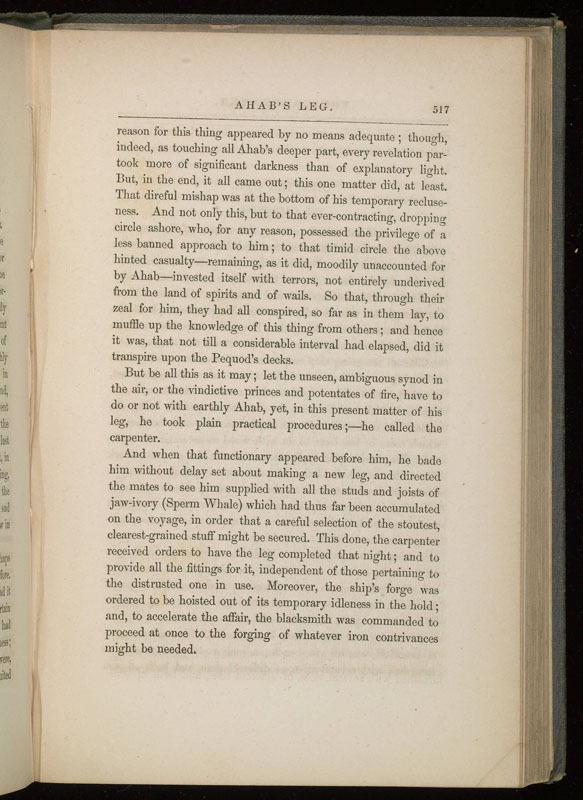 AHAB'S LEG. 517
reason for this thing appeared by no means adequate; though,
indeed, as touching all Ahab's deeper part, every revelation par-
took more of significant darkness than of explanatory light.
But, in the end, it all came out; this one matter did, at least.
That direful mishap was at the bottom of his temporary recluse-
ness. And not only this, but to that ever-contracting, dropping
circle ashore, who, for any reason, possessed the privilege of a
less banned approach to him; to that timid circle the above
hinted casualty—remaining, as it did, moodily unaccounted for
by Ahab—invested itself with terrors, not entirely underived
from the land of spirits and of wails. So that, through their
zeal for him, they had all conspired, so far as in them lay, to
muffle up the knowledge of this thing from others; and hence
it was, that not till a considerable interval had elapsed, did it
transpire upon the Pequod's decks.
But be all this as it may; let the unseen, ambiguous synod in
the air, or the vindictive princes and potentates of fire, have to
do or not with earthly Ahab, yet, in this present matter of his
leg, he took plain practical procedures;—he called the
carpenter.
And when that functionary appeared before him, he bade
him without delay set about making a new leg, and directed
the mates to see him supplied with all the studs and joists of
jaw-ivory (Sperm Whale) which had thus far been accumulated
on the voyage, in order that a careful selection of the stoutest,
clearest-grained stuff might be secured. This done, the carpenter
received orders to have the leg completed that night; and to
provide all the fittings for it, independent of those pertaining to
the distrusted one in use. Moreover, the ship's forge was
ordered to be hoisted out of its temporary idleness in the hold;
and, to accelerate the affair, the blacksmith was commanded to
proceed at once to the forging of whatever iron contrivances
might be needed.